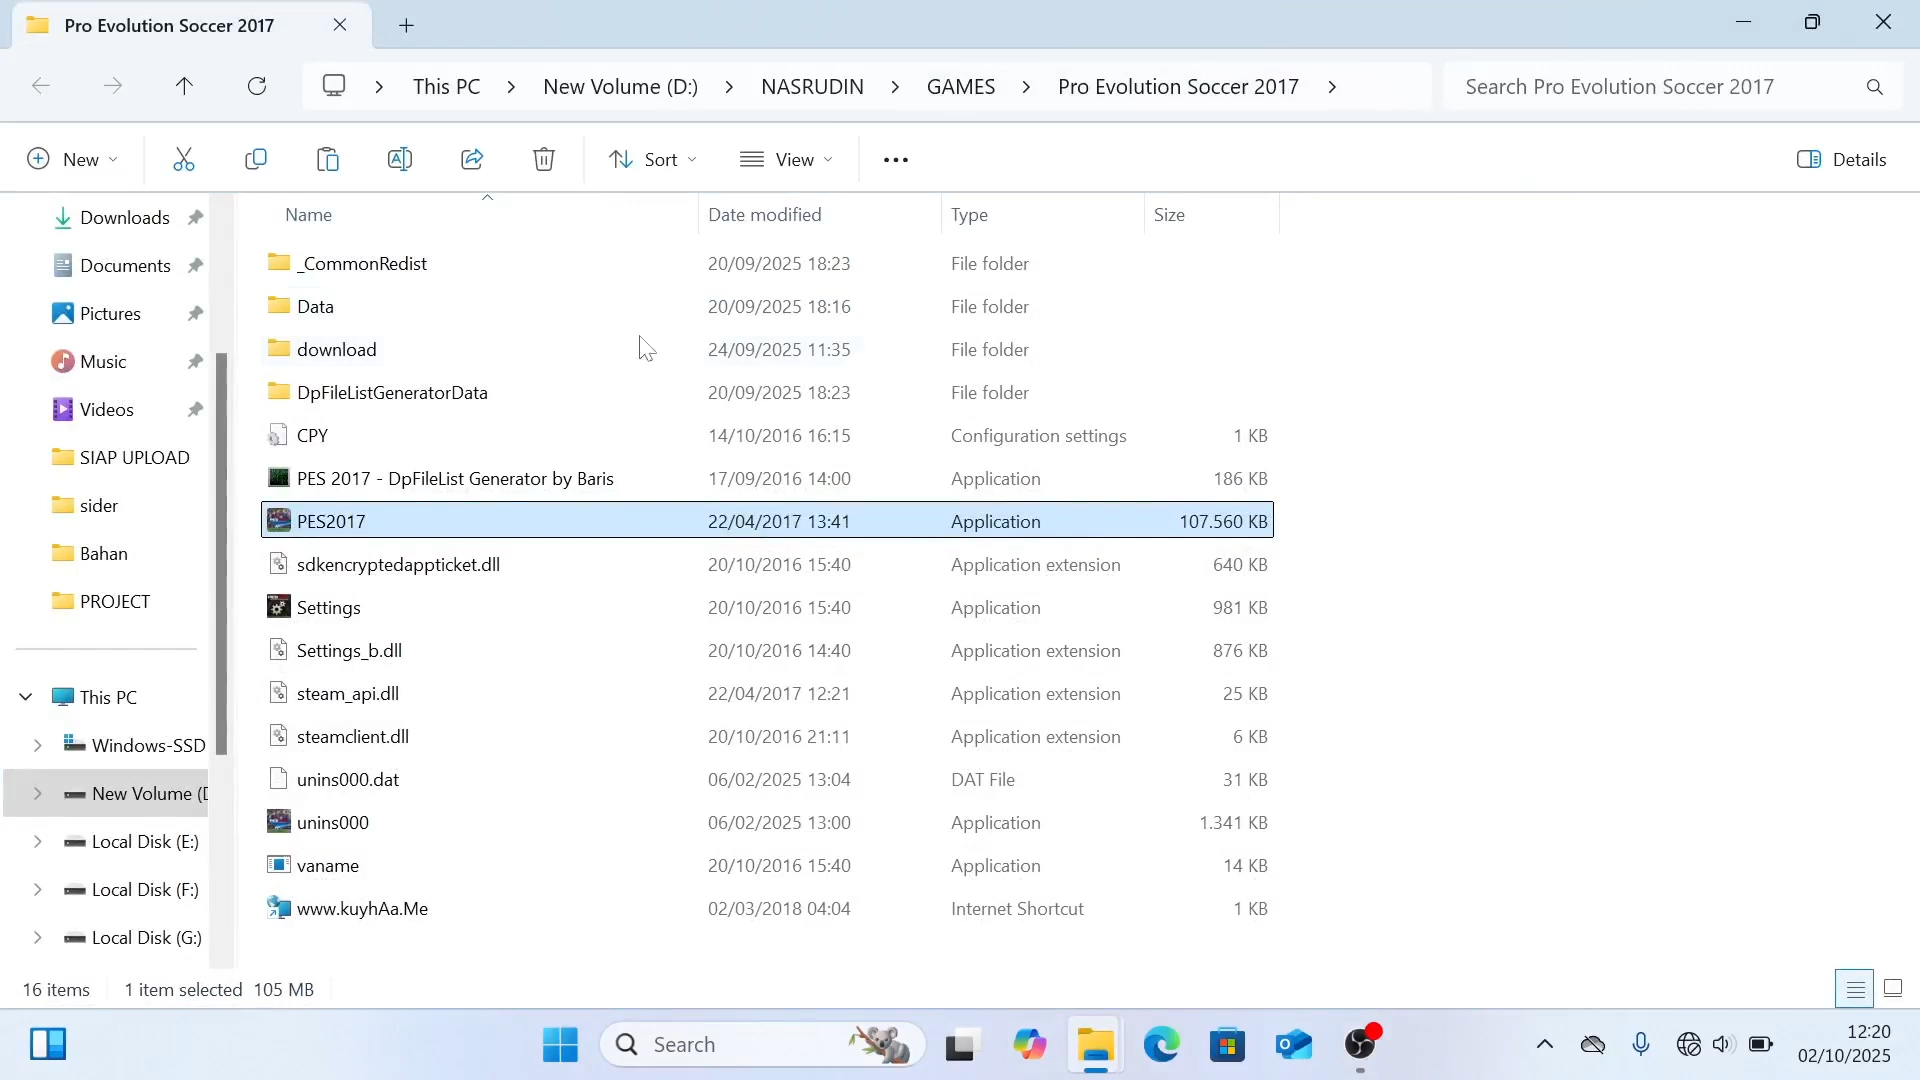 Pro Evolution Soccer 2017
This PC New Volume (D:) NASRUDIN GAMES Pro Evolution Soccer 2017 Search Pro Evolution Soccer 2017
New Sort View ••• Details
Name Date modified Type Size
Downloads
Documents
Pictures
Music
Videos
SIAP UPLOAD
sider
Bahan
PROJECT
This PC
Windows-SSD
New Volume (D
Local Disk (E:)
Local Disk (F:)
Local Disk (G:)
_CommonRedist 20/09/2025 18:23 File folder
Data 20/09/2025 18:16 File folder
download 24/09/2025 11:35 File folder
DpFileListGeneratorData 20/09/2025 18:23 File folder
CPY 14/10/2016 16:15 Configuration settings 1 KB
PES 2017 - DpFileList Generator by Baris 17/09/2016 14:00 Application 186 KB
PES2017 22/04/2017 13:41 Application 107.560 KB
sdkencryptedappticket.dll 20/10/2016 15:40 Application extension 640 KB
Settings 20/10/2016 15:40 Application 981 KB
Settings_b.dll 20/10/2016 14:40 Application extension 876 KB
steam_api.dll 22/04/2017 12:21 Application extension 25 KB
steamclient.dll 20/10/2016 21:11 Application extension 6 KB
unins000.dat 06/02/2025 13:04 DAT File 31 KB
unins000 06/02/2025 13:00 Application 1.341 KB
vaname 20/10/2016 15:40 Application 14 KB
www.kuyhAa.Me 02/03/2018 04:04 Internet Shortcut 1 KB
16 items 1 item selected 105 MB
Search
12:20
02/10/2025